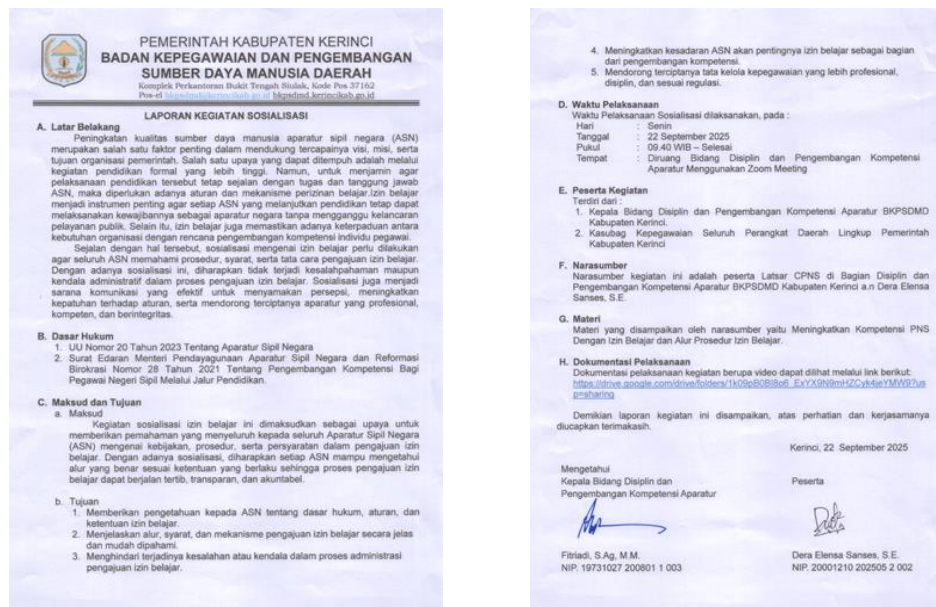 PEMERINTAH KABUPATEN KERINCI
BADAN KEPEGAWAIAN DAN PENGEMBANGAN
SUMBER DAYA MANUSIA DAERAH
Komplek Perkantoran Bukit Tengah Siulak, Kode Pos 37162
Pos-el bkpsdmd@kerincikab.go.id bkpsdmd.kerincikab.go.id
LAPORAN KEGIATAN SOSIALISASI
A. Latar Belakang
Peningkatan kualitas sumber daya manusia aparatur sipil negara (ASN)
merupakan salah satu faktor penting dalam mendukung tercapainya visi, misi, serta
tujuan organisasi pemerintah. Salah satu upaya yang dapat ditempuh adalah melalui
kegiatan pendidikan formal yang lebih tinggi. Namun, untuk menjamin agar
pelaksanaan pendidikan tersebut tetap sejalan dengan tugas dan tanggung jawab
ASN, maka diperlukan adanya aturan dan mekanisme perizinan belajar.Izin belajar
menjadi instrumen penting agar setiap ASN yang melanjutkan pendidikan tetap dapat
melaksanakan kewajibannya sebagai aparatur negara tanpa mengganggu kelancaran
pelayanan publik. Selain itu, izin belajar juga memastikan adanya keterpaduan antara
kebutuhan organisasi dengan rencana pengembangan kompetensi individu pegawai.
Sejalan dengan hal tersebut, sosialisasi mengenai izin belajar perlu dilakukan
agar seluruh ASN memahami prosedur, syarat, serta tata cara pengajuan izin belajar.
Dengan adanya sosialisasi ini, diharapkan tidak terjadi kesalahpahaman maupun
kendala administratif dalam proses pengajuan izin belajar. Sosialisasi juga menjadi
sarana komunikasi yang efektif untuk menyamakan persepsi, meningkatkan
kepatuhan terhadap aturan, serta mendorong terciptanya aparatur yang profesional,
kompeten, dan berintegritas.
B. Dasar Hukum
1. UU Nomor 20 Tahun 2023 Tentang Aparatur Sipil Negara
2. Surat Edaran Menteri Pendayagunaan Aparatur Sipil Negara dan Reformasi
Birokrasi Nomor 28 Tahun 2021 Tentang Pengembangan Kompetensi Bagi
Pegawai Negeri Sipil Melalui Jalur Pendidikan.
C. Maksud dan Tujuan
a. Maksud
Kegiatan sosialisasi izin belajar ini dimaksudkan sebagai upaya untuk
memberikan pemahaman yang menyeluruh kepada seluruh Aparatur Sipil Negara
(ASN) mengenai kebijakan, prosedur, serta persyaratan dalam pengajuan izin
belajar. Dengan adanya sosialisasi, diharapkan setiap ASN mampu mengetahui
alur yang benar sesuai ketentuan yang berlaku sehingga proses pengajuan izin
belajar dapat berjalan tertib, transparan, dan akuntabel.
b. Tujuan
1. Memberikan pengetahuan kepada ASN tentang dasar hukum, aturan, dan
ketentuan izin belajar.
2. Menjelaskan alur, syarat, dan mekanisme pengajuan izin belajar secara jelas
dan mudah dipahami.
3. Menghindari terjadinya kesalahan atau kendala dalam proses administrasi
pengajuan izin belajar.
4. Meningkatkan kesadaran ASN akan pentingnya izin belajar sebagai bagian
dari pengembangan kompetensi.
5. Mendorong terciptanya tata kelola kepegawaian yang lebih profesional,
disiplin, dan sesuai regulasi.
D. Waktu Pelaksanaan
Waktu Pelaksanaan Sosialisasi dilaksanakan, pada :
Hari : Senin
Tanggal : 22 September 2025
Pukul : 09.40 WIB – Selesai
Tempat : Diruang Bidang Disiplin dan Pengembangan Kompetensi
Aparatur Menggunakan Zoom Meeting
E. Peserta Kegiatan
Terdiri dari :
1. Kepala Bidang Disiplin dan Pengembangan Kompetensi Aparatur BKPSDMD
Kabupaten Kerinci.
2. Kasubag Kepegawaian Seluruh Perangkat Daerah Lingkup Pemerintah
Kabupaten Kerinci
F. Narasumber
Narasumber kegiatan ini adalah peserta Latsar CPNS di Bagian Disiplin dan
Pengembangan Kompetensi Aparatur BKPSDMD Kabupaten Kerinci a.n Dera Elensa
Sanses, S.E.
G. Materi
Materi yang disampaikan oleh narasumber yaitu Meningkatkan Kompetensi PNS
Dengan Izin Belajar dan Alur Prosedur Izin Belajar.
H. Dokumentasi Pelaksanaan
Dokumentasi pelaksanaan kegiatan berupa video dapat dilihat melalui link berikut:
https://drive.google.com/drive/folders/1k09pB0BI8o6_ExYX9N9mHZCyk4jeYMW9?us
p=sharing
Demikian laporan kegiatan ini disampaikan, atas perhatian dan kerjasamanya
diucapkan terimakasih.
Kerinci, 22 September 2025
Mengetahui
Kepala Bidang Disiplin dan
Pengembangan Kompetensi Aparatur
Peserta
Fitriadi, S.Ag, M.M.
NIP. 19731027 200801 1 003
Dera Elensa Sanses, S.E.
NIP. 20001210 202505 2 002